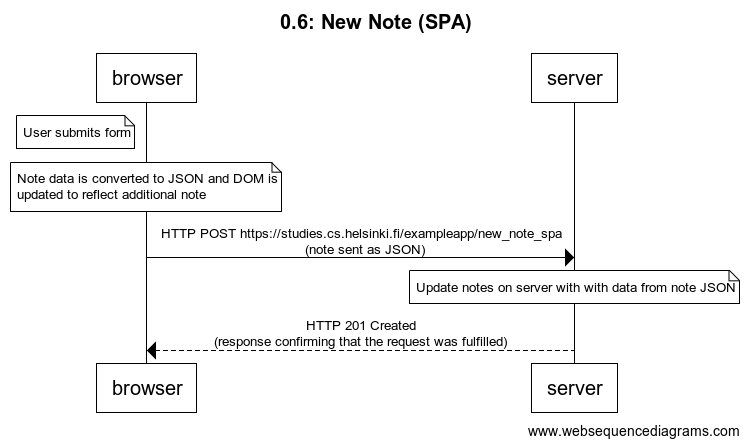 0.6: New Note (SPA)
browser
server
User submits form
Note data is converted to JSON and DOM is
updated to reflect additional note
HTTP POST https://studies.cs.helsinki.fi/exampleapp/new_note_spa
(note sent as JSON)
Update notes on server with with data from note JSON
HTTP 201 Created
(response confirming that the request was fulfilled)
browser
server
www.websequencediagrams.com